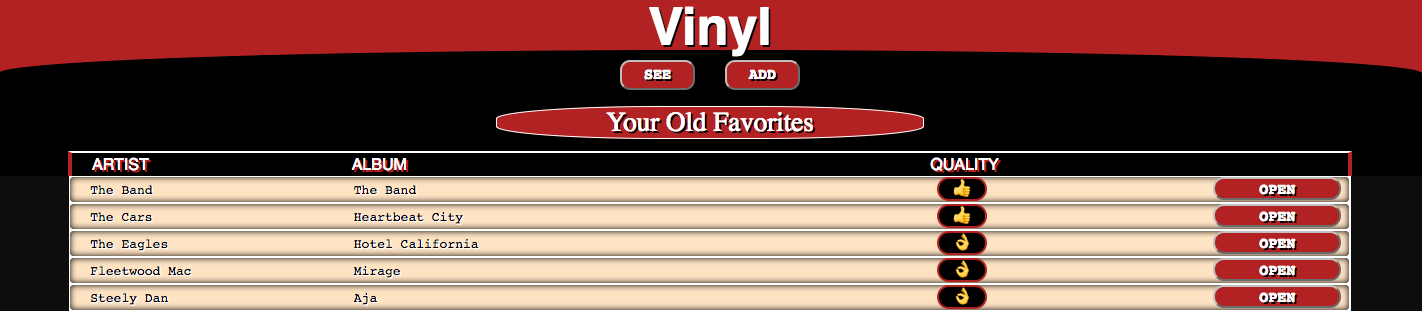 Vinyl
SEE ADD
Your Old Favorites
ARTIST ALBUM QUALITY
The Band The Band 👍 OPEN
The Cars Heartbeat City 👍 OPEN
The Eagles Hotel California 👌 OPEN
Fleetwood Mac Mirage 👌 OPEN
Steely Dan Aja 👌 OPEN